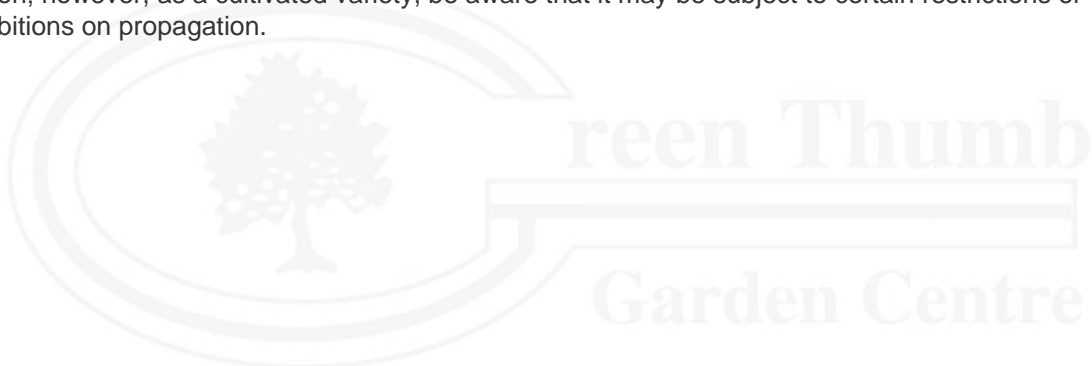 however, as a cultivated variety, be aware that it may be subject to certain restrictions or
bitions on propagation.
reen Thumb
Garden Centre